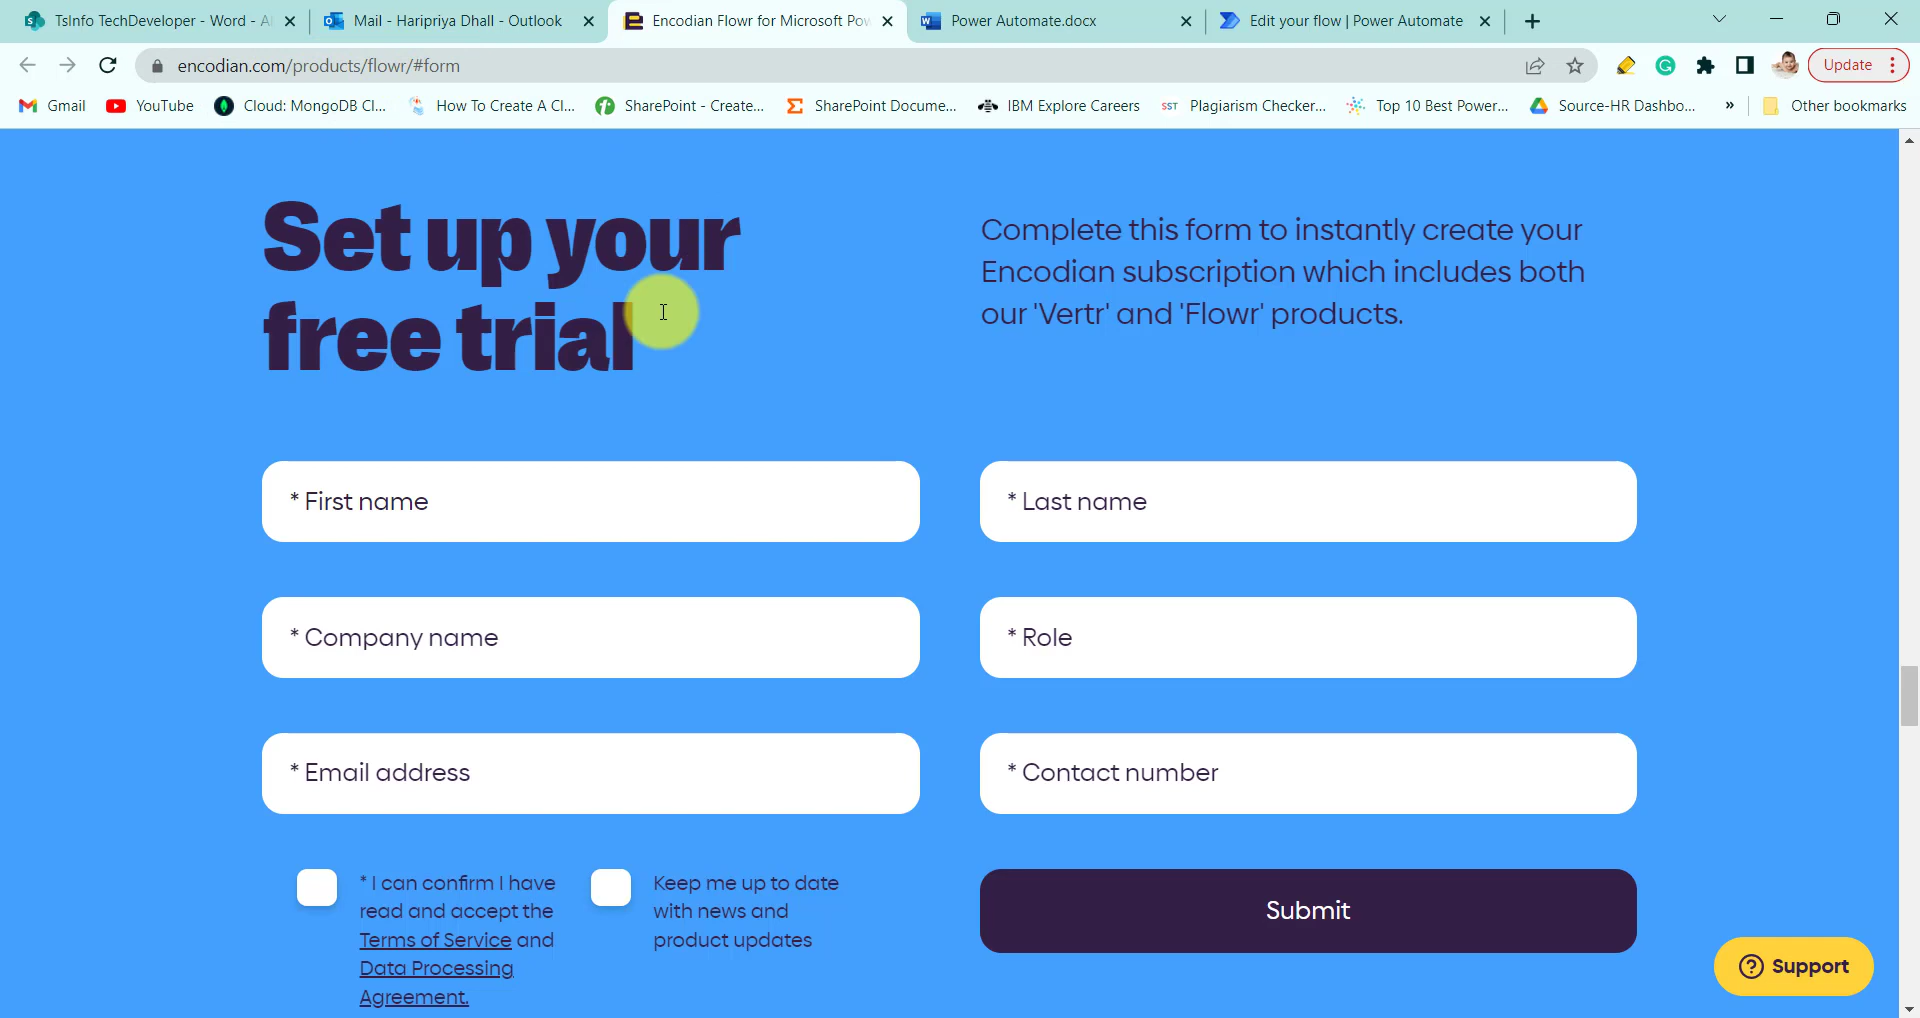 TsInfo TechDeveloper - Word - Al
Mail - Haripriya Dhall - Outlook
Encodian Flowr for Microsoft Pow
Power Automate.docx
Edit your flow | Power Automate
encodian.com/products/flowr/#form
Update
Gmail
YouTube
Cloud: MongoDB Cl...
How To Create A Cl...
SharePoint - Create...
SharePoint Docume...
IBM Explore Careers
SST
Plagiarism Checker...
Top 10 Best Power...
Source-HR Dashbo...
»
Other bookmarks
Set up your
free trial
Complete this form to instantly create your
Encodian subscription which includes both
our 'Vertr' and 'Flowr' products.
* First name
* Last name
* Company name
* Role
* Email address
* Contact number
* I can confirm I have
read and accept the
Terms of Service and
Data Processing
Agreement.
Keep me up to date
with news and
product updates
Submit
Support